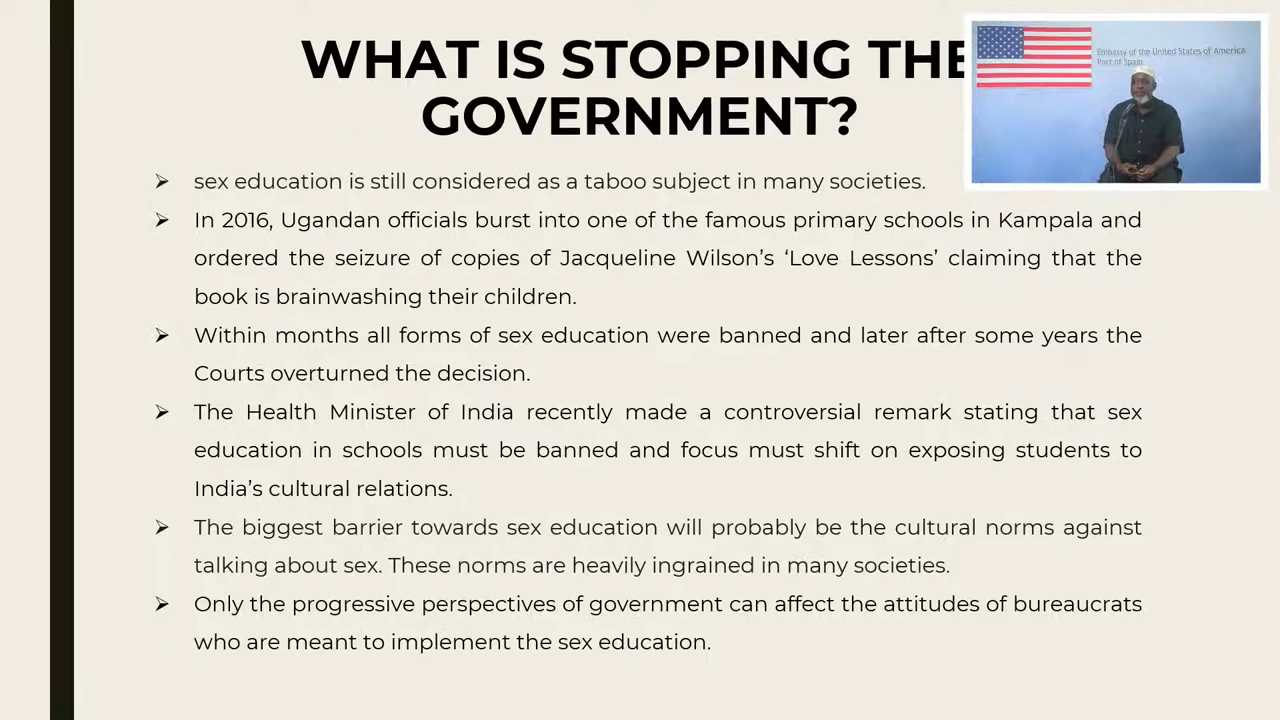 WHAT IS STOPPING THE
GOVERNMENT?
Embassy of the United States of America
Port of Spain
➢ sex education is still considered as a taboo subject in many societies.
➢ In 2016, Ugandan officials burst into one of the famous primary schools in Kampala and
ordered the seizure of copies of Jacqueline Wilson’s ‘Love Lessons’ claiming that the
book is brainwashing their children.
➢ Within months all forms of sex education were banned and later after some years the
Courts overturned the decision.
➢ The Health Minister of India recently made a controversial remark stating that sex
education in schools must be banned and focus must shift on exposing students to
India’s cultural relations.
➢ The biggest barrier towards sex education will probably be the cultural norms against
talking about sex. These norms are heavily ingrained in many societies.
➢ Only the progressive perspectives of government can affect the attitudes of bureaucrats
who are meant to implement the sex education.